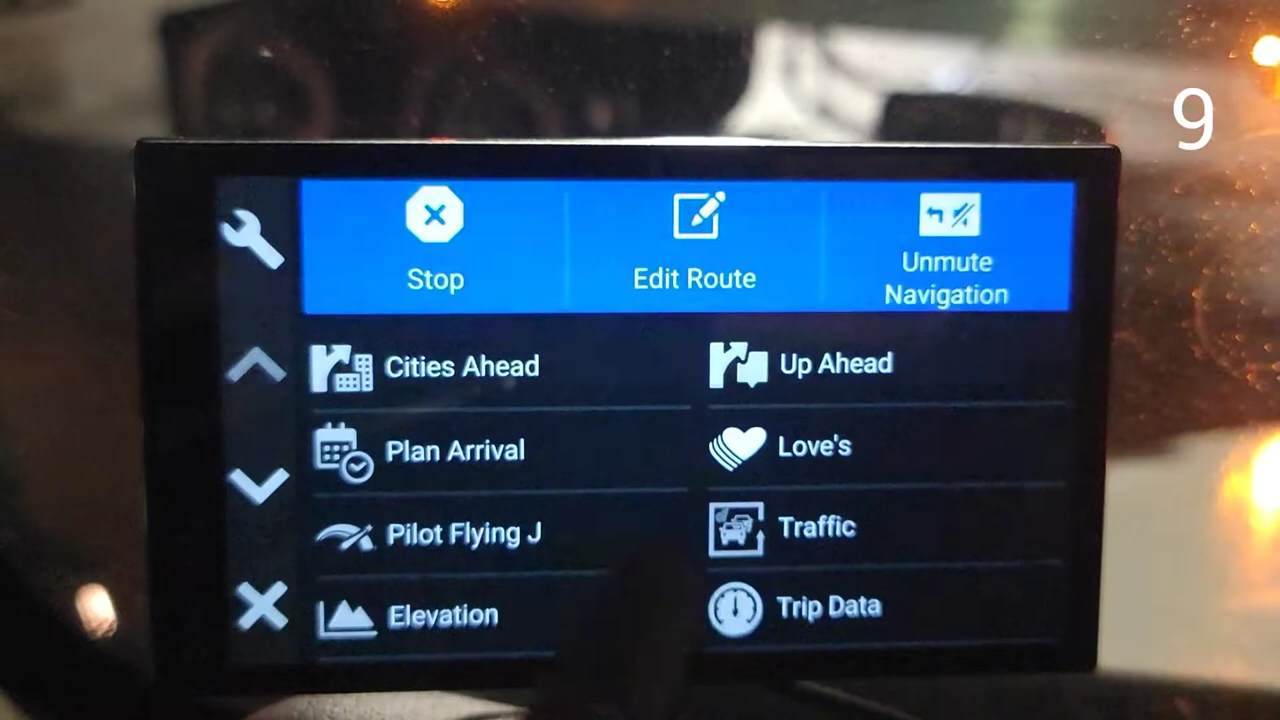 9
Stop
Edit Route
Unmute
Navigation
Cities Ahead
Up Ahead
Plan Arrival
Love's
Pilot Flying J
Traffic
Elevation
Trip Data